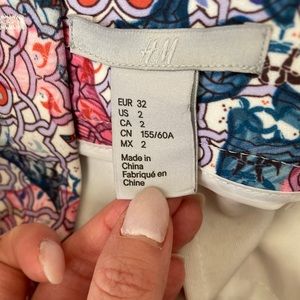 H&M
EUR 32
US 2
CA 2
CN 155/60A
MX 2
Made in
China
Fabriqué en
Chine